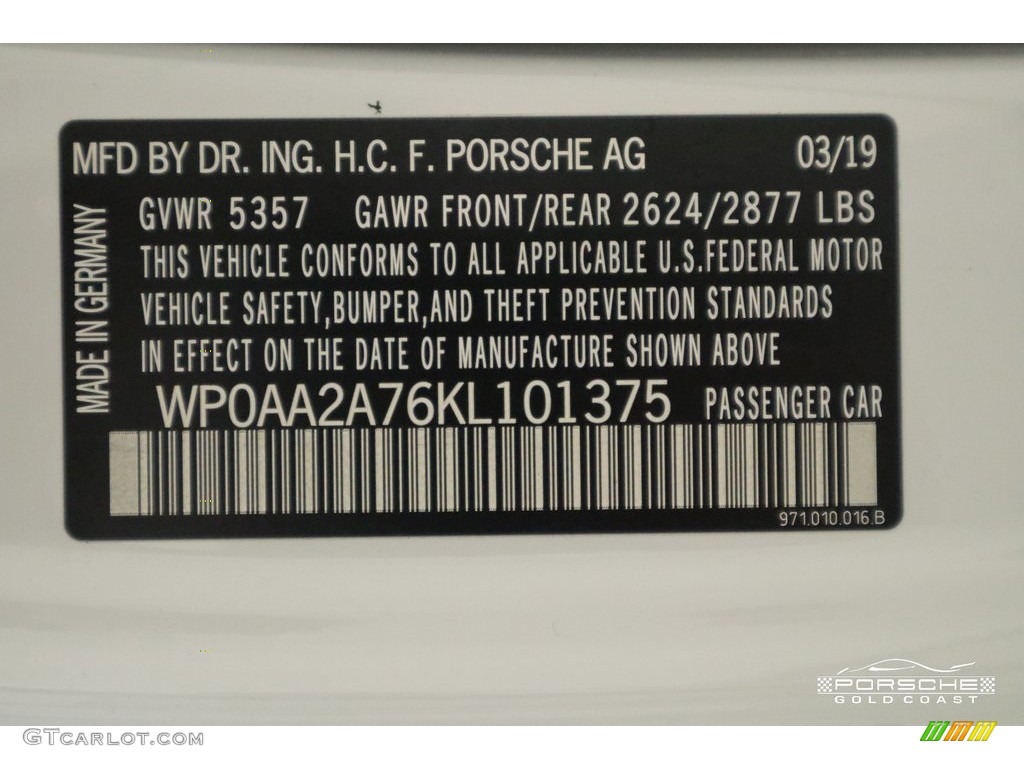 MFD BY DR. ING. H.C. F. PORSCHE AG 03/19
GVWR 5357 GAWR FRONT/REAR 2624/2877 LBS
THIS VEHICLE CONFORMS TO ALL APPLICABLE U.S.FEDERAL MOTOR
VEHICLE SAFETY,BUMPER,AND THEFT PREVENTION STANDARDS
IN EFFECT ON THE DATE OF MANUFACTURE SHOWN ABOVE
MADE IN GERMANY
WP0AA2A76KL101375 PASSENGER CAR
971.010.016.B
PORSCHE
GOLD COAST
GTCARLOT.COM